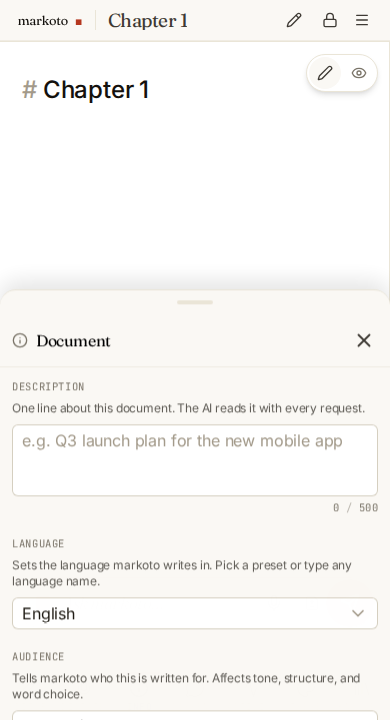 markoto
Chapter 1
# Chapter 1
Document
DESCRIPTION
One line about this document. The AI reads it with every request.
e.g. Q3 launch plan for the new mobile app
0 / 500
LANGUAGE
Sets the language markoto writes in. Pick a preset or type any
language name.
English
AUDIENCE
Tells markoto who this is written for. Affects tone, structure, and
word choice.